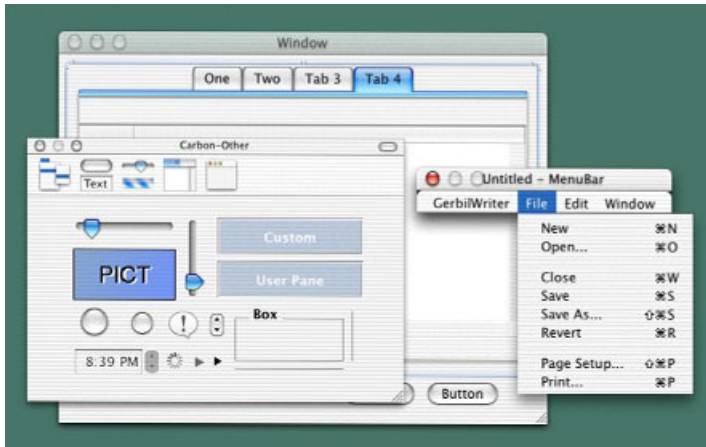 Window
One Two Tab 3 Tab 4
Carbon-Other
Text
Custom
PICT
User Pane
!
Box
8:39 PM
Button
Untitled - MenuBar
GerbilWriter File Edit Window
New ⌘N
Open... ⌘O
Close ⌘W
Save ⌘S
Save As... ⇧⌘S
Revert ⌘R
Page Setup... ⇧⌘P
Print... ⌘P